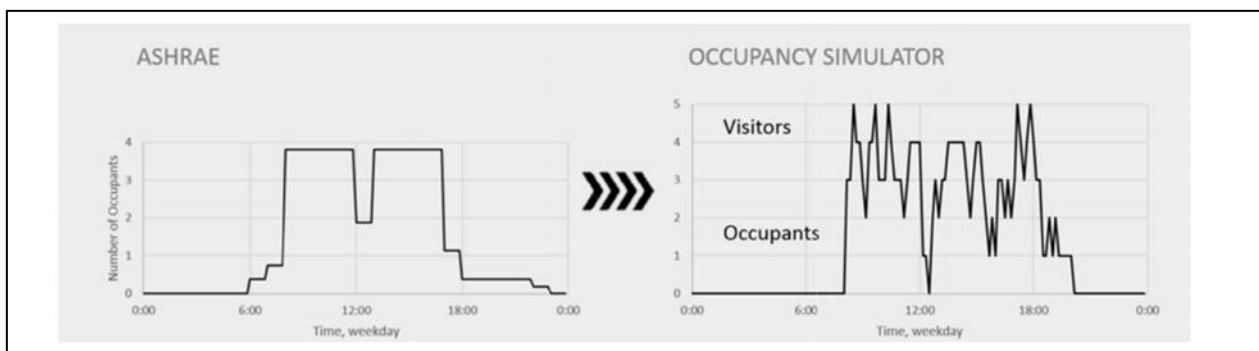 ASHRAE
Number of Occupants
4
3
2
1
0
0:00 6:00 12:00 18:00 0:00
Time, weekday
OCCUPANCY SIMULATOR
5
4
3
2
1
0
Visitors
Occupants
0:00 6:00 12:00 18:00 0:00
Time, weekday